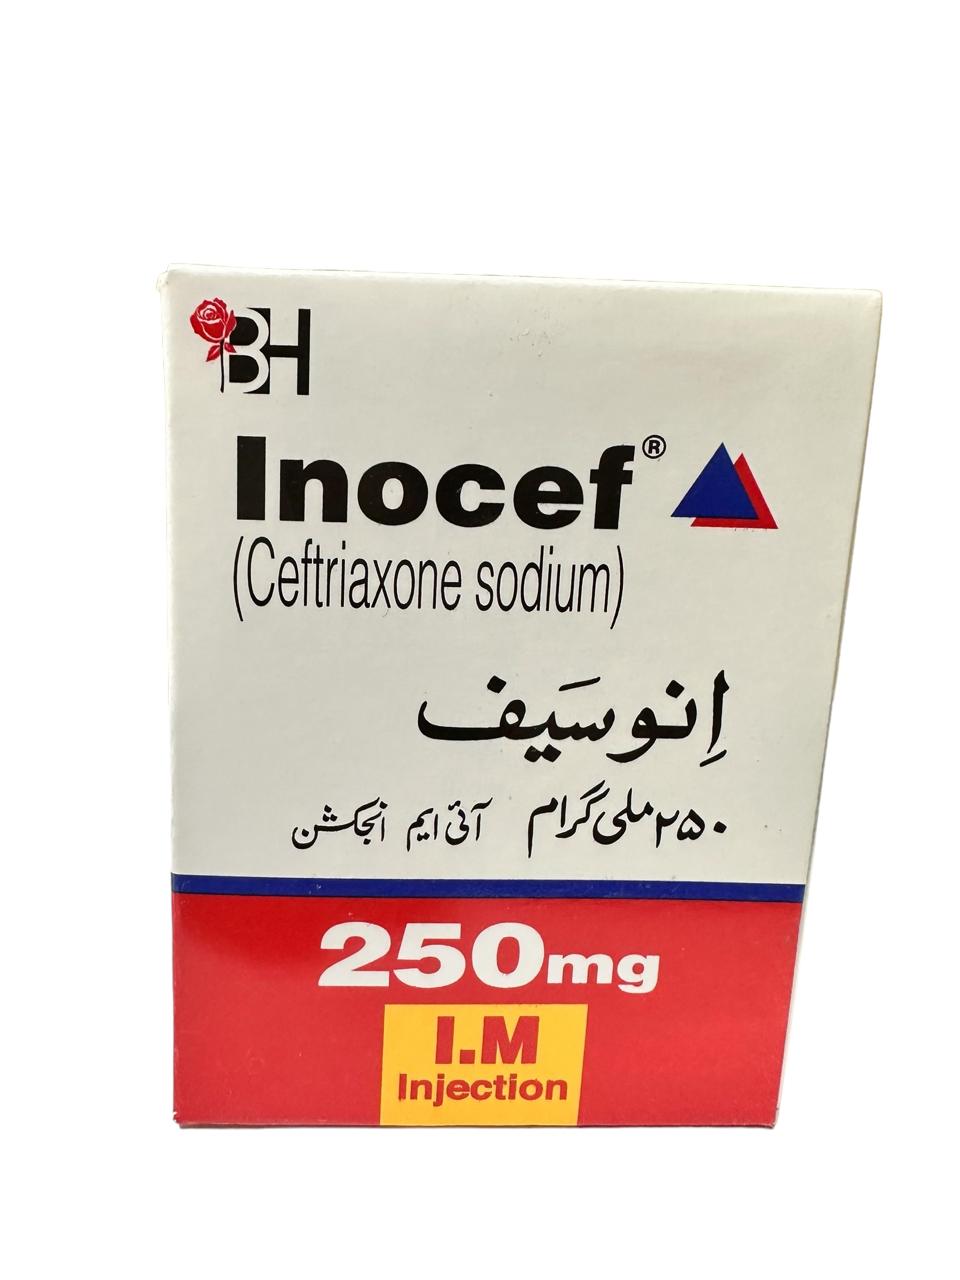 BH
Inocef®
(Ceftriaxone sodium)
اِنوسَیف
۲۵۰ ملی گرام آئی ایم انجکشن
250mg
I.M
Injection